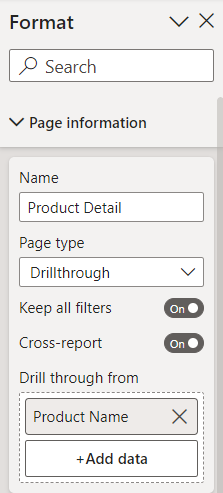 Format
Search
Page information
Name
Product Detail
Page type
Drillthrough
Keep all filters
On
Cross-report
On
Drill through from
Product Name
+Add data